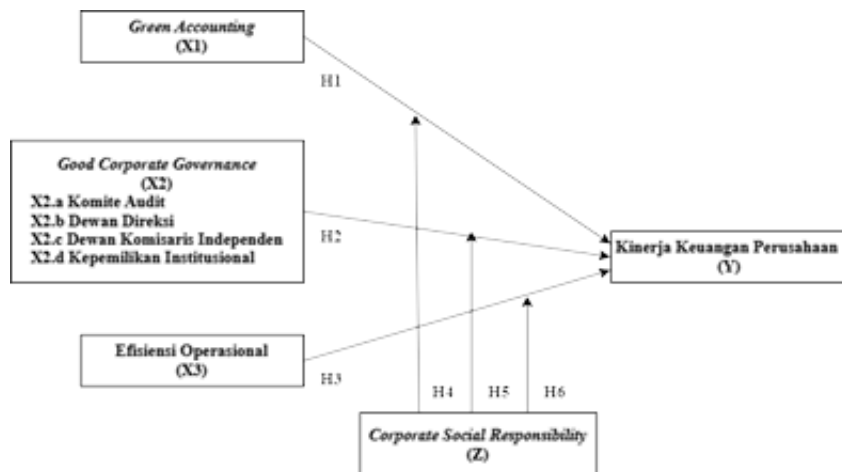 Green Accounting
(X1)
H1
Good Corporate Governance
(X2)
X2.a Komite Audit
X2.b Dewan Direksi
X2.c Dewan Komisaris Independen
X2.d Kepemilikan Institusional
H2
Kinerja Keuangan Perusahaan
(Y)
Efisiensi Operasional
(X3)
H3
H4
H5
H6
Corporate Social Responsibility
(Z)